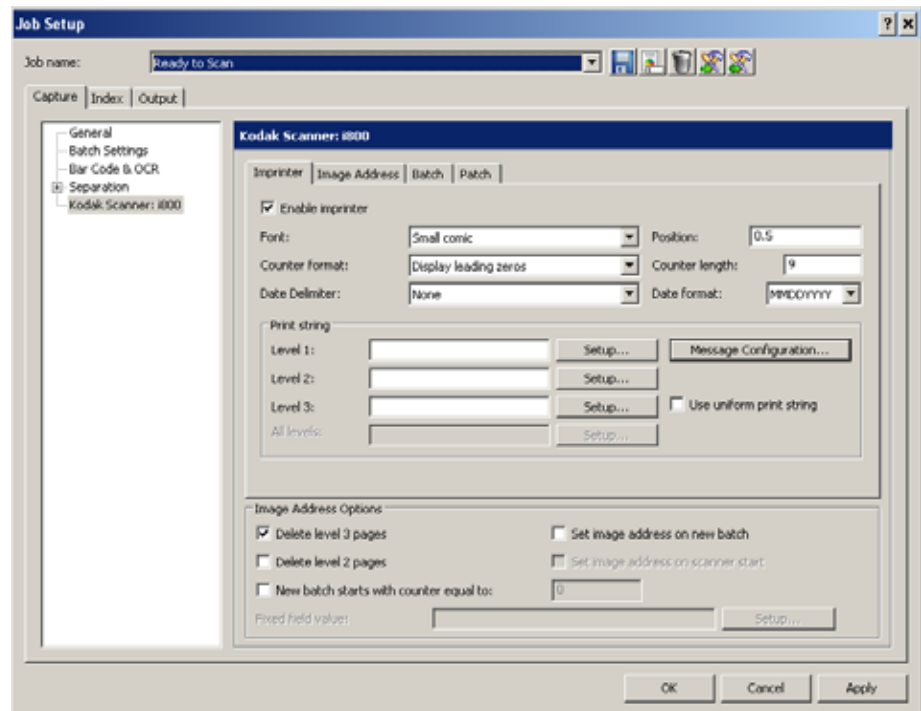 Job Setup
Job name: Ready to Scan
Capture Index Output
General
Batch Settings
Bar Code & OCR
Separation
Kodak Scanner: i800
Kodak Scanner: i800
Imprinter Image Address Batch Patch
Enable imprinter
Font: Small comic Position: 0.5
Counter format: Display leading zeros Counter length: 9
Date Delimiter: None Date format: MMDDYYYY
Print string
Level 1: Setup... Message Configuration...
Level 2: Setup...
Level 3: Setup... Use uniform print string
All levels: Setup...
Image Address Options
Delete level 3 pages Set image address on new batch
Delete level 2 pages Set image address on scanner start
New batch starts with counter equal to: 0
Fixed field value: Setup...
OK Cancel Apply